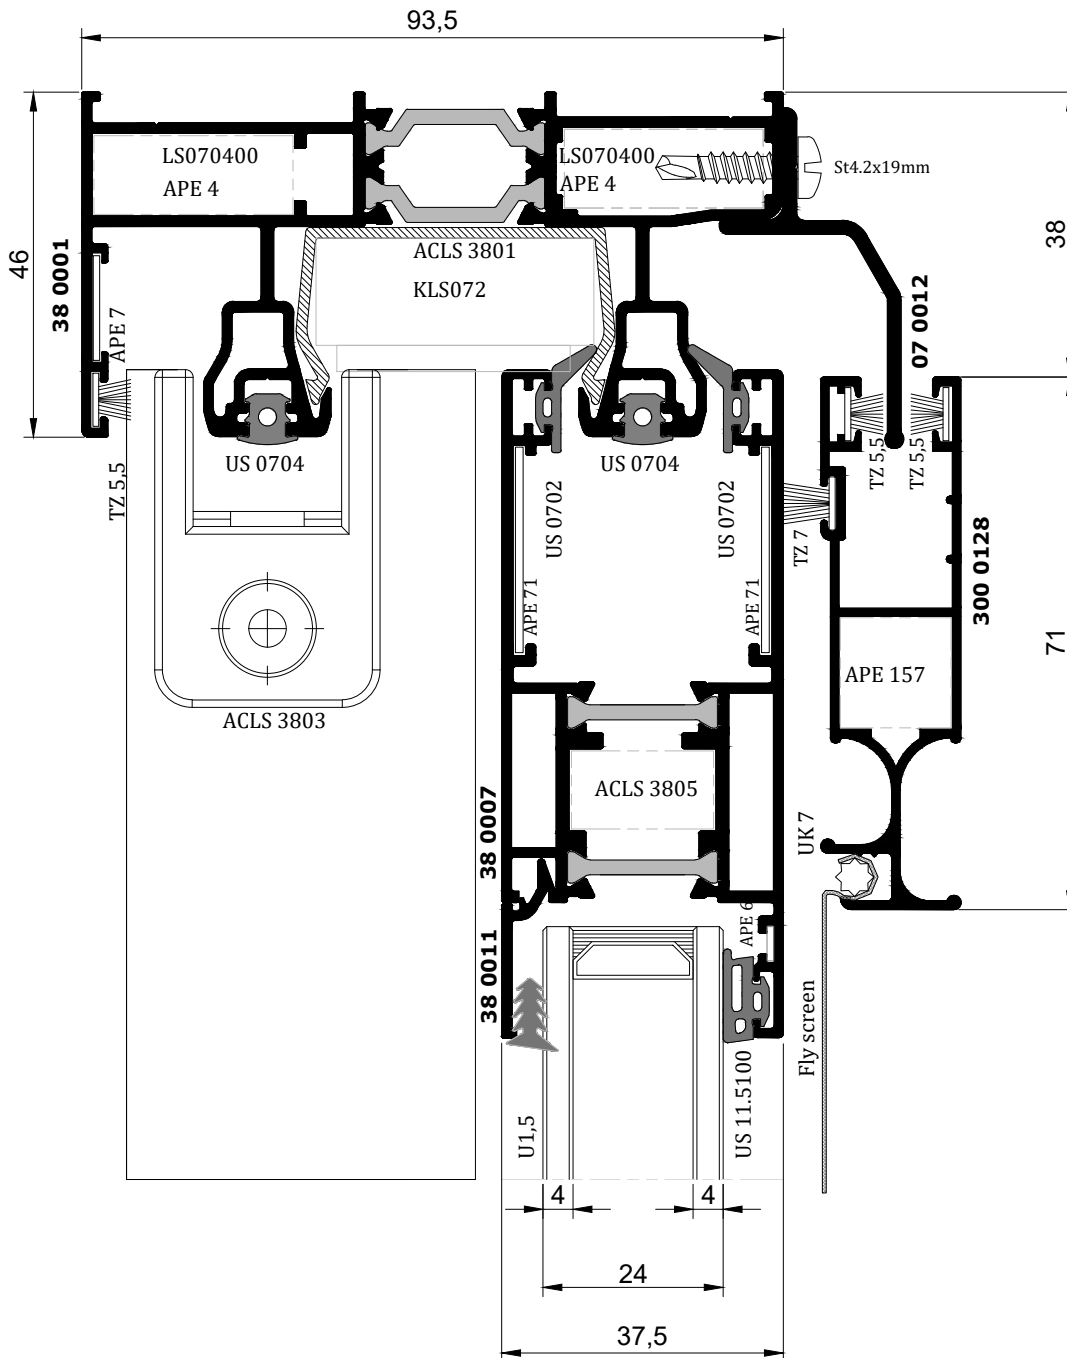 93,5
LS070400
APE 4
LS070400
APE 4
St4.2x19mm
46
38
38 0001
ACLS 3801
KLS072
APE 7
07 0012
TZ 5,5
US 0704
US 0704
US 0702
US 0702
TZ 5,5
TZ 5,5
TZ 7
300 0128
APE 71
APE 71
71
APE 157
ACLS 3803
ACLS 3805
38 0007
UK 7
APE 6
38 0011
Fly screen
U1,5
US 11.5100
4
4
24
37,5